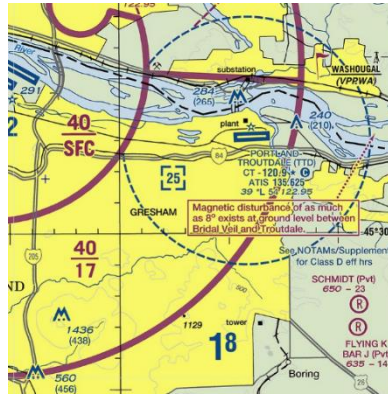 122.95
River
substation
WASHOUGAL
(VPRWA)
291
284
(265)
240
(210)
plant
2
40
SFC
84
PORTLAND
TROUTDALE (TTD)
CT - 120.9 * C
ATIS 135.625
39 *L 54 122.95
25
Magnetic disturbance of as much
as 8° exists at ground level between
Bridal Veil and Troutdale.
GRESHAM
45°30
40
17
205
See NOTAMs/Supplement
for Class D eff hrs
SCHMIDT (Pvt)
650 - 23
R
R
FLYING K
BAR J (Pvt)
635 - 14
ND
500
1436
(438)
1129
tower
18
560
(456)
Boring
26